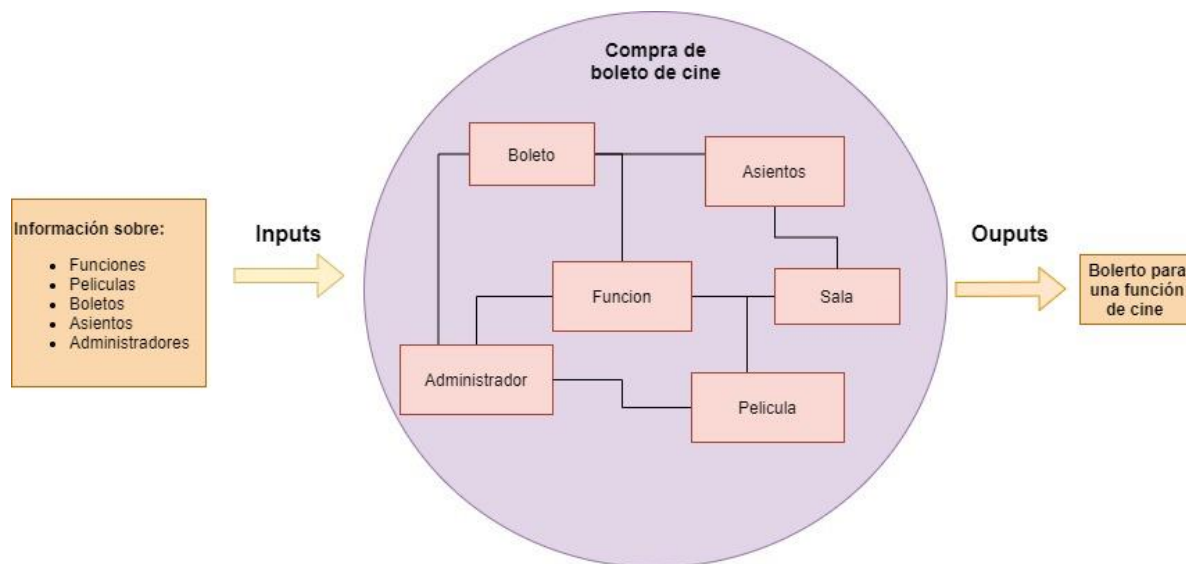 Compra de
boleto de cine
Boleto
Asientos
Información sobre:
• Funciones
• Peliculas
• Boletos
• Asientos
• Administradores
Inputs
Funcion
Sala
Administrador
Pelicula
Ouputs
Bolerto para
una función
de cine